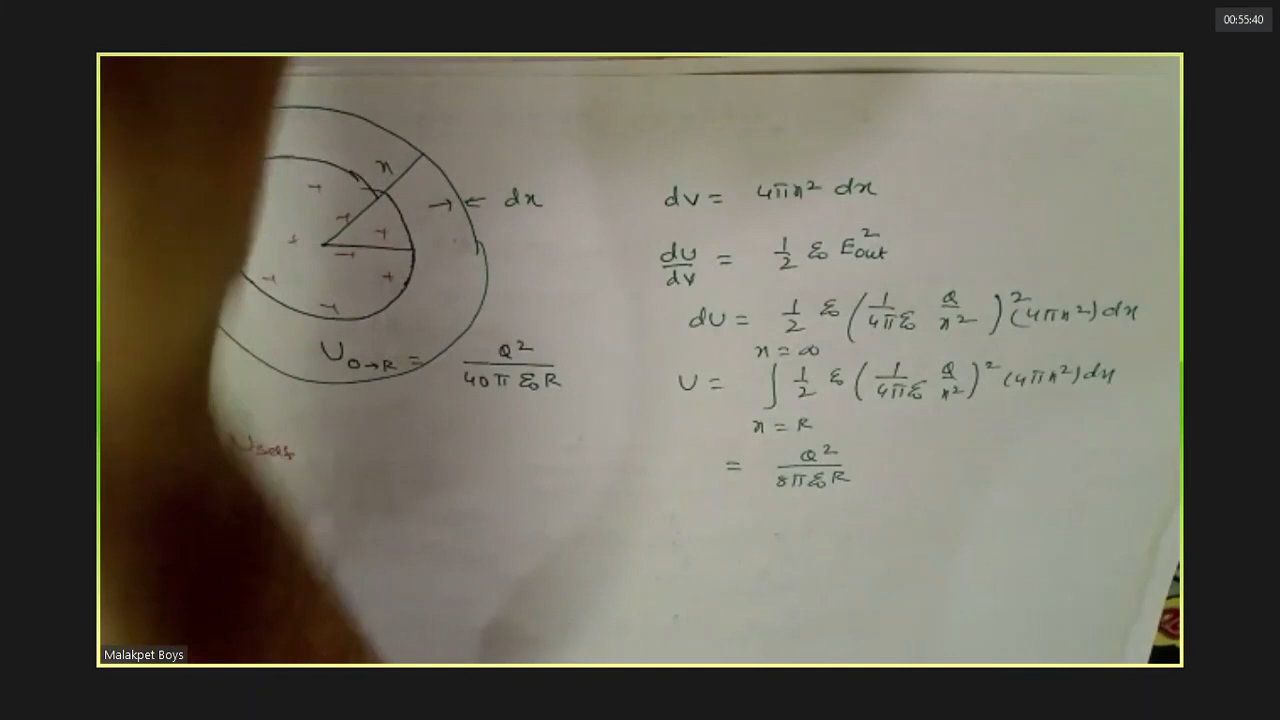 00:55:40
x
dx
dV = 4πx² dx
dU/dV = 1/2 ε₀ E²out
dU = 1/2 ε₀ (1/4πε₀ Q/x²)² (4πx²) dx
x = ∞
U = ∫ 1/2 ε₀ (1/4πε₀ Q/x²)² (4πx²) dx
x = R
= Q²/8πε₀R
U₀→R = Q²/40πε₀R
Uself
Malakpet Boys